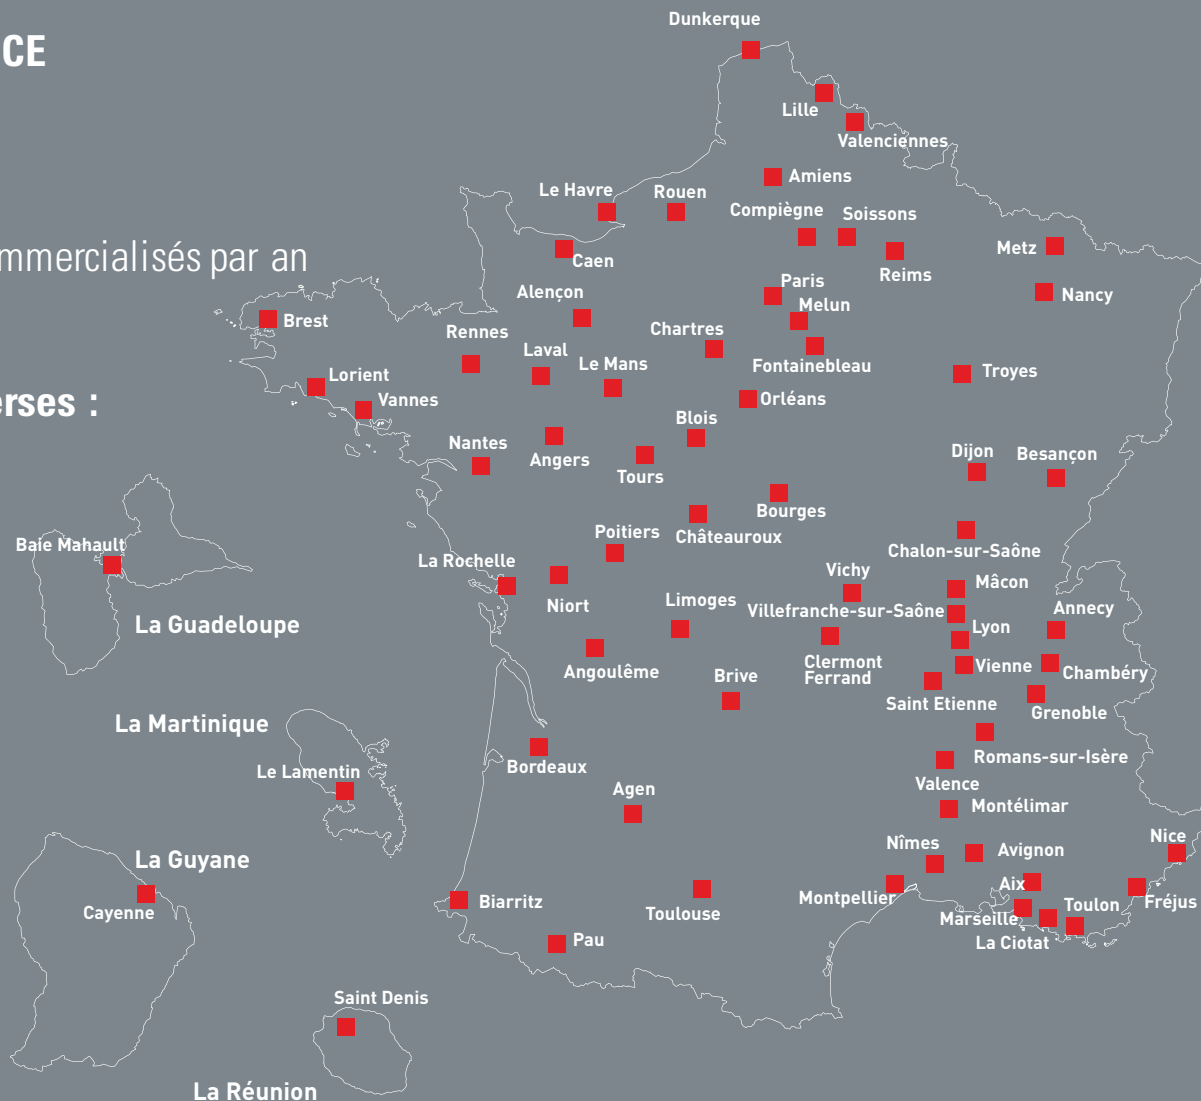 CE
Dunkerque
Lille
Valenciennes
Amiens
Le Havre
Rouen
Compiègne
Soissons
Metz
Reims
mmercialisés par an
Caen
Paris
Nancy
Alençon
Melun
Brest
Rennes
Chartres
Laval
Le Mans
Fontainebleau
Troyes
Lorient
Vannes
Orléans
erses :
Blois
Nantes
Angers
Tours
Dijon
Besançon
Bourges
Châteauroux
Poitiers
Baie Mahault
Chalon-sur-Saône
La Rochelle
Vichy
Mâcon
Niort
Limoges
Villefranche-sur-Saône
Annecy
La Guadeloupe
Lyon
Angoulême
Clermont
Ferrand
Vienne
Chambéry
Brive
Saint Etienne
Grenoble
La Martinique
Romans-sur-Isère
Le Lamentin
Bordeaux
Valence
Agen
Montélimar
Nice
Nîmes
Avignon
La Guyane
Aix
Montpellier
Fréjus
Cayenne
Biarritz
Toulouse
Marseille
Toulon
Pau
La Ciotat
Saint Denis
La Réunion